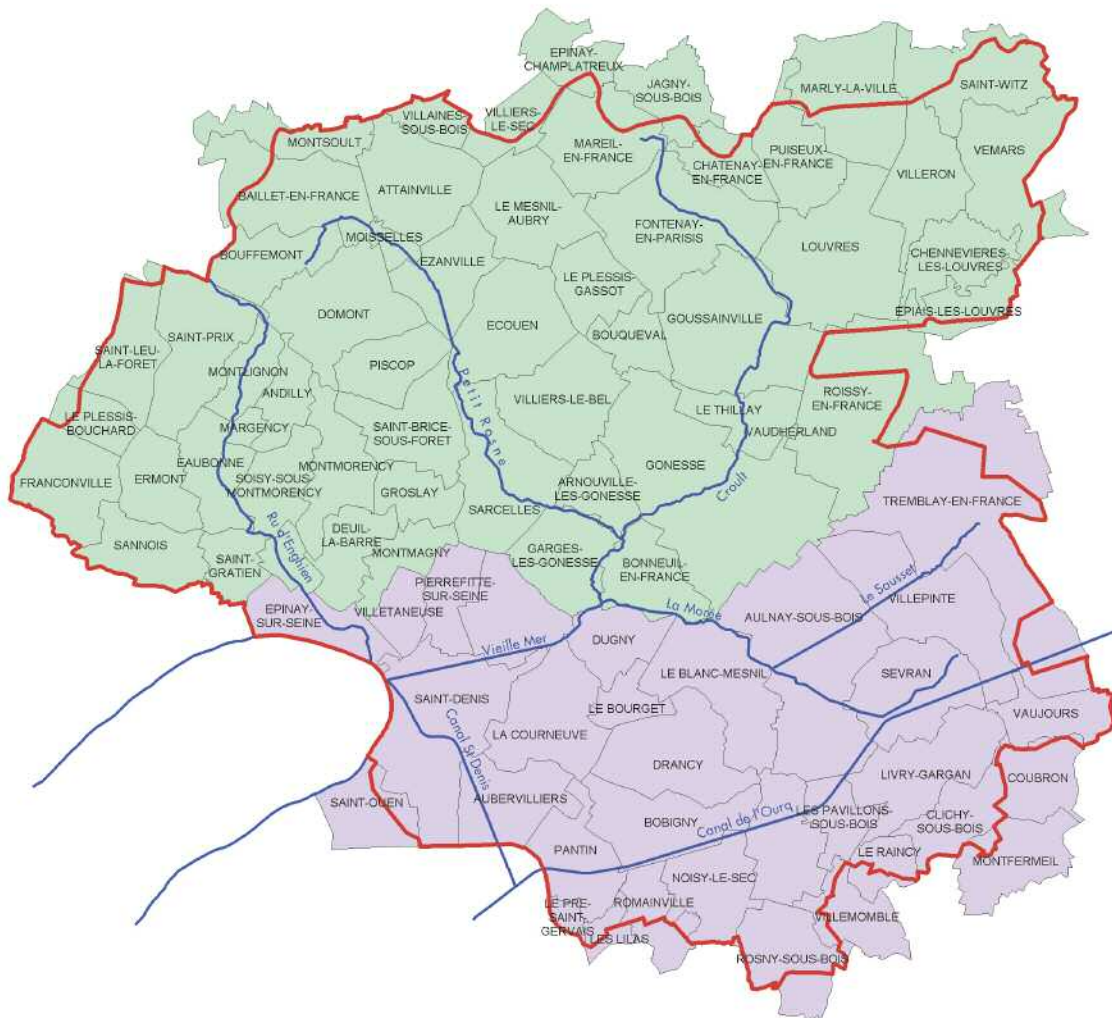 EPINAY-
CHAMPLATREUX
JAGNY-
SOUS-BOIS
MARLY-LA-VILLE
SAINT-WITZ
VILLAINES-
SOUS-BOIS
VILLIERS-
LE-SEC
MONTSOULT
MAREIL-
EN-FRANCE
CHATENAY-
EN-FRANCE
PUISEUX-
EN-FRANCE
VEMARS
VILLERON
BAILLET-EN-FRANCE
ATTAINVILLE
LE MESNIL-
AUBRY
FONTENAY-
EN-PARISIS
MOISSELLES
BOUFFEMONT
EZANVILLE
LOUVRES
CHENNEVIERES
LES-LOUVRES
LE PLESSIS-
GASSOT
EPIAIS-LES-LOUVRES
DOMONT
ECOUEN
BOUQUEVAL
GOUSSAINVILLE
SAINT-PRIX
SAINT-LEU-
LA-FORET
MONTLIGNON
PISCOP
ANDILLY
Petit Rosne
VILLIERS-LE-BEL
LE THILLAY
ROISSY-
EN-FRANCE
LE PLESSIS-
BOUCHARD
MARGENCY
SAINT-BRICE-
SOUS-FORET
VAUDHERLAND
FRANCONVILLE
ERMONT
EAUBONNE
SOISY-SOUS-
MONTMORENCY
MONTMORENCY
GROSLAY
ARNOUVILLE-
LES-GONESSE
GONESSE
Croult
SARCELLES
TREMBLAY-EN-FRANCE
Ru d'Enghien
SANNOIS
SAINT-
GRATIEN
DEUIL-
LA-BARRE
MONTMAGNY
GARGES-
LES-GONESSE
BONNEUIL-
EN-FRANCE
EPINAY-
SUR-SEINE
PIERREFITTE-
SUR-SEINE
VILLETANEUSE
La Morée
AULNAY-SOUS-BOIS
Le Sausset
VILLEPINTE
Vieille Mer
DUGNY
LE BLANC-MESNIL
SEVRAN
SAINT-DENIS
LE BOURGET
VAUJOURS
Canal St Denis
LA COURNEUVE
DRANCY
LIVRY-GARGAN
COUBRON
SAINT-OUEN
AUBERVILLIERS
BOBIGNY
Canal de l'Ourq
LES PAVILLONS-
SOUS-BOIS
CLICHY-
SOUS-BOIS
PANTIN
LE RAINCY
MONTFERMEIL
NOISY-LE-SEC
LE PRE-
SAINT-
GERVAIS
ROMAINVILLE
VILLEMOMBLE
LES LILAS
ROSNY-SOUS-BOIS